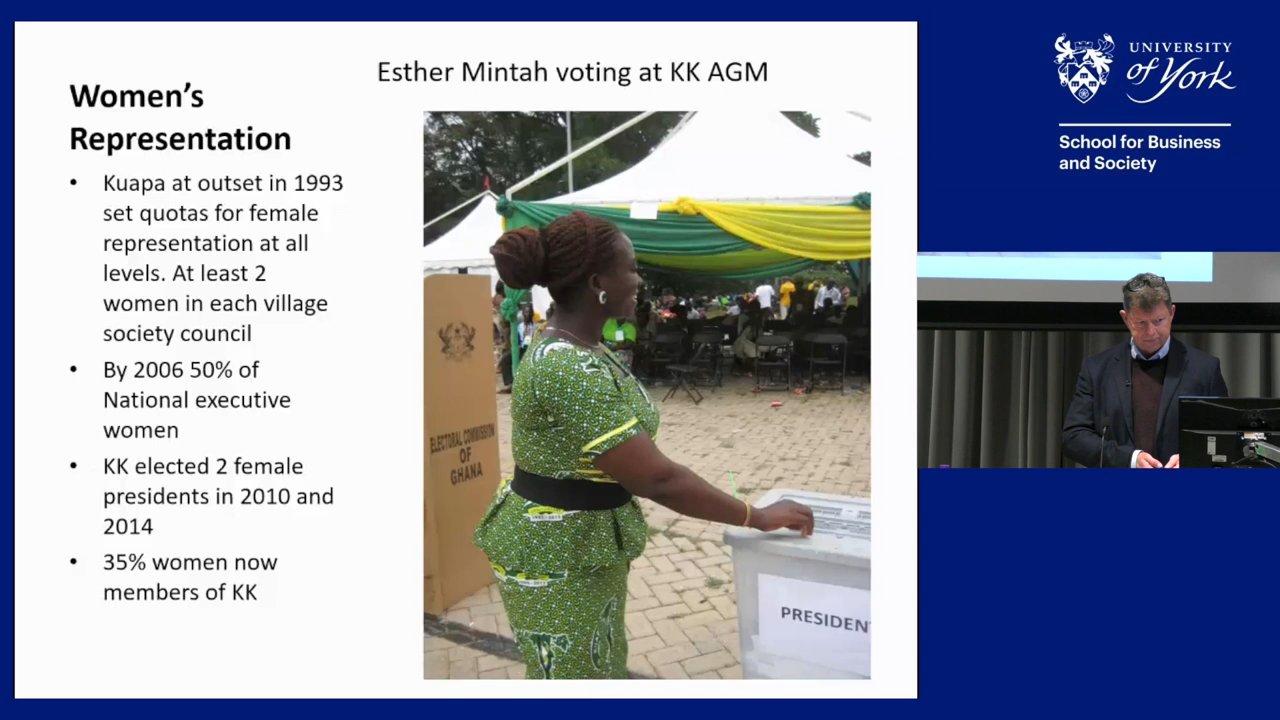 Esther Mintah voting at KK AGM
Women's
Representation
• Kuapa at outset in 1993
set quotas for female
representation at all
levels. At least 2
women in each village
society council
• By 2006 50% of
National executive
women
• KK elected 2 female
presidents in 2010 and
2014
• 35% women now
members of KK
ELECTORAL COMMISSION
OF
GHANA
PRESIDEN
UNIVERSITY
of York
School for Business
and Society